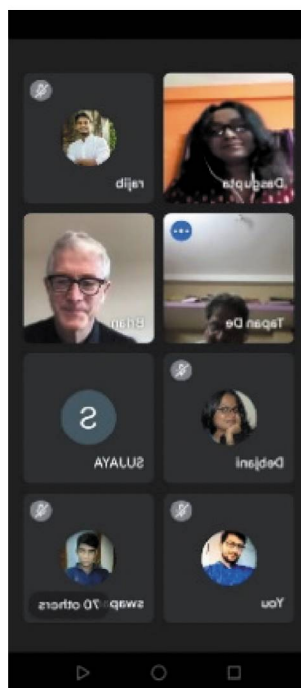 rajib
Dasgupta
Brian
Tapan De
S
SUJAYA
Debjani
swap
70 others
You